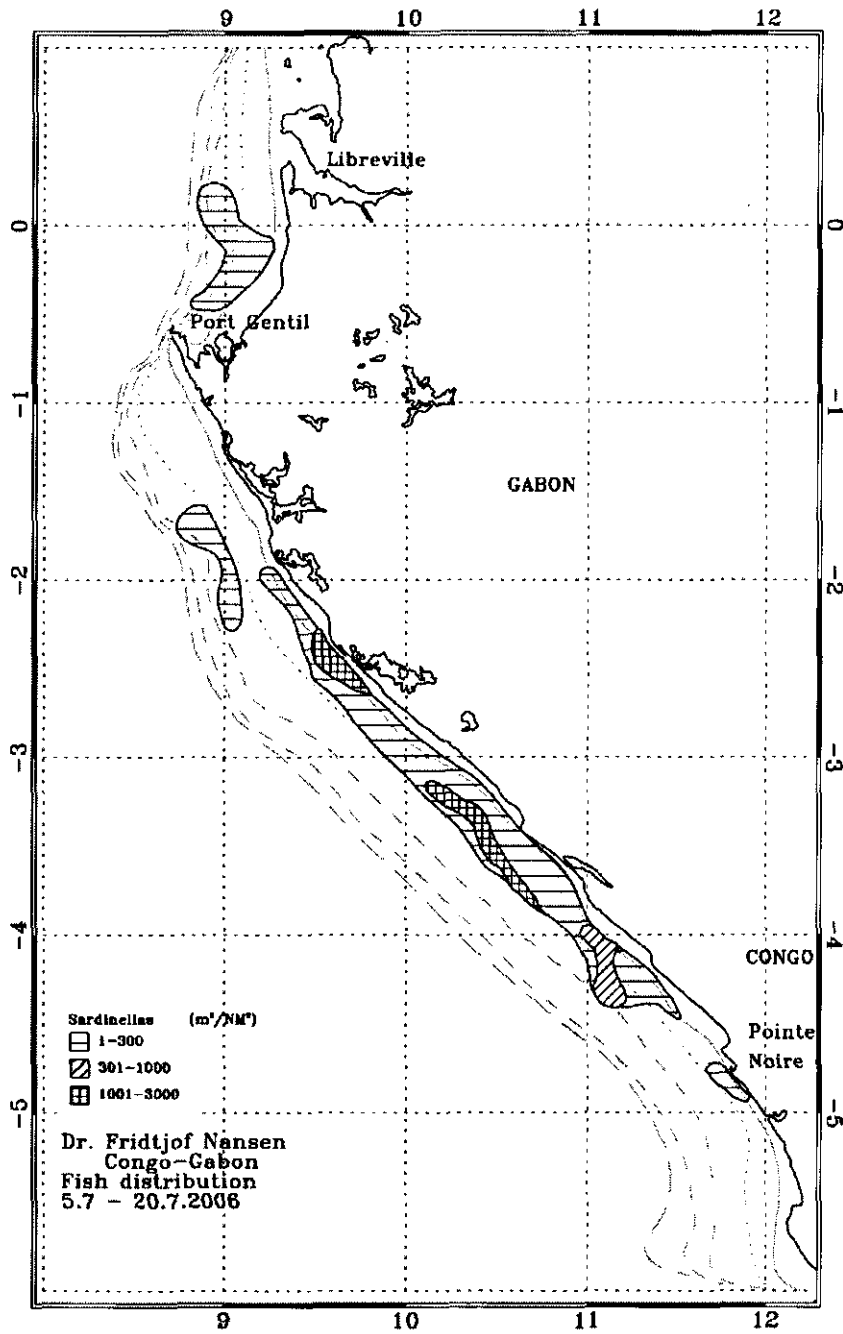 9 10 11 12
Libreville
0 0
Port Gentil
-1 -1
GABON
-2 -2
-3 -3
-4 -4
CONGO
Sardinellas (m²/NM²)
1-300
301-1000
1001-3000
Pointe
Noire
-5 -5
Dr. Fridtjof Nansen
Congo-Gabon
Fish distribution
5.7 - 20.7.2006
9 10 11 12